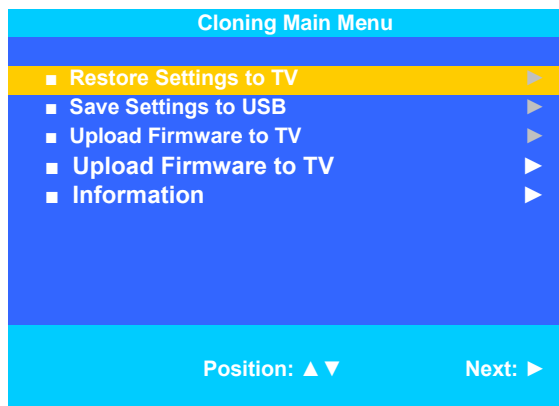 Cloning Main Menu
■ Restore Settings to TV ►
■ Save Settings to USB ►
■ Upload Firmware to TV ►
■ Upload Firmware to TV ►
■ Information ►
Position: ▲▼ Next: ►